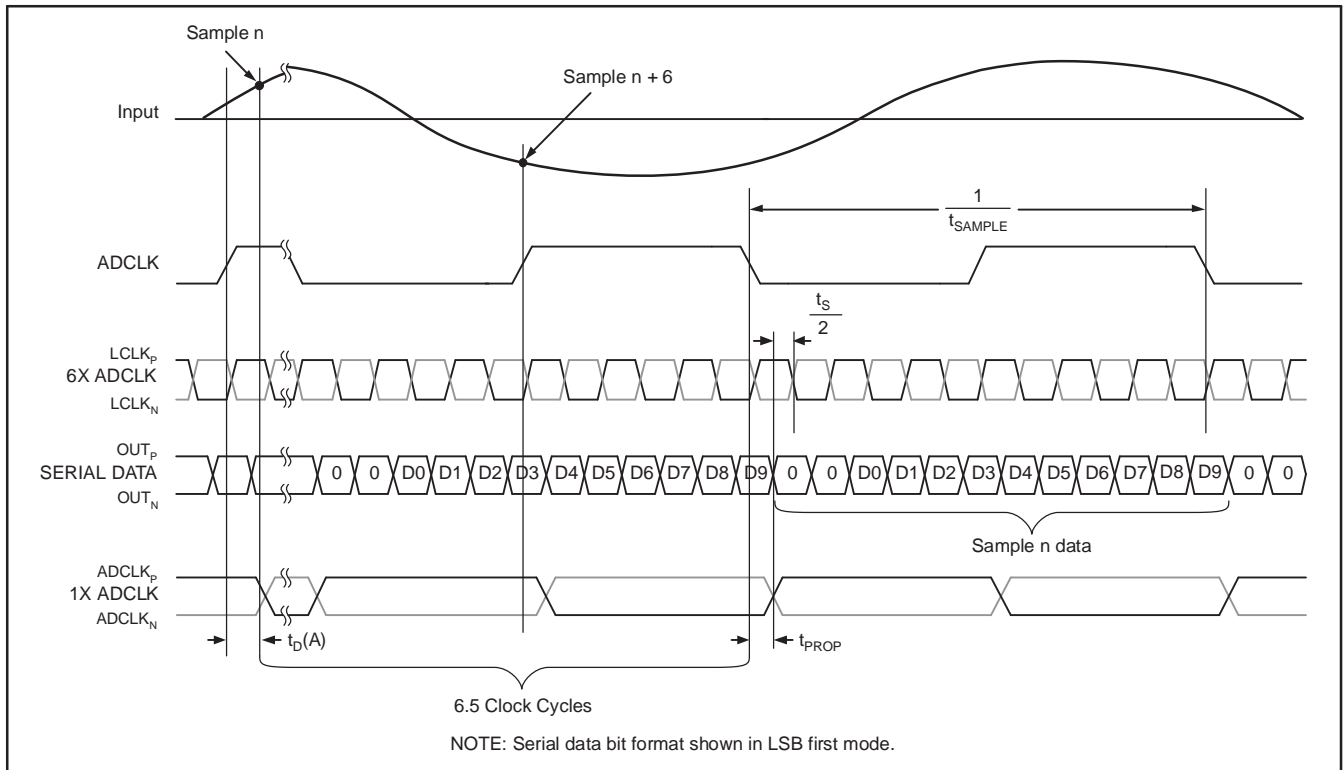 Sample n
Sample n + 6
Input
1
tSAMPLE
ADCLK
tS
2
LCLKP
6X ADCLK
LCLKN
OUTP
SERIAL DATA
OUTN
0 0 D0 D1 D2 D3 D4 D5 D6 D7 D8 D9 0 0 D0 D1 D2 D3 D4 D5 D6 D7 D8 D9 0 0
Sample n data
ADCLKP
1X ADCLK
ADCLKN
tD(A)
tPROP
6.5 Clock Cycles
NOTE: Serial data bit format shown in LSB first mode.